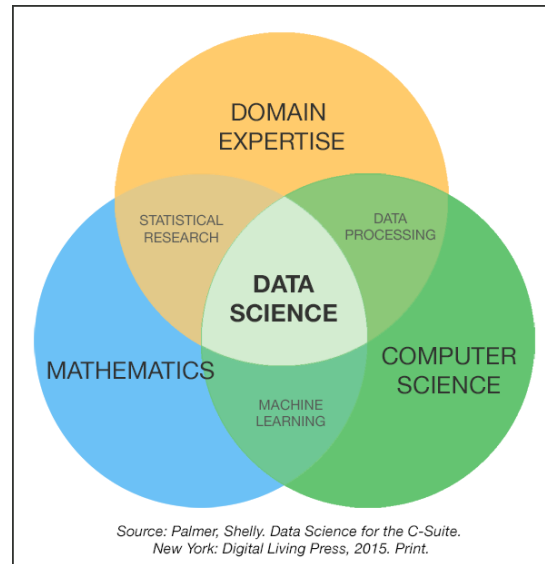 DOMAIN
EXPERTISE
STATISTICAL
RESEARCH
DATA
PROCESSING
DATA
SCIENCE
MATHEMATICS
COMPUTER
SCIENCE
MACHINE
LEARNING
Source: Palmer, Shelly. Data Science for the C-Suite.
New York: Digital Living Press, 2015. Print.